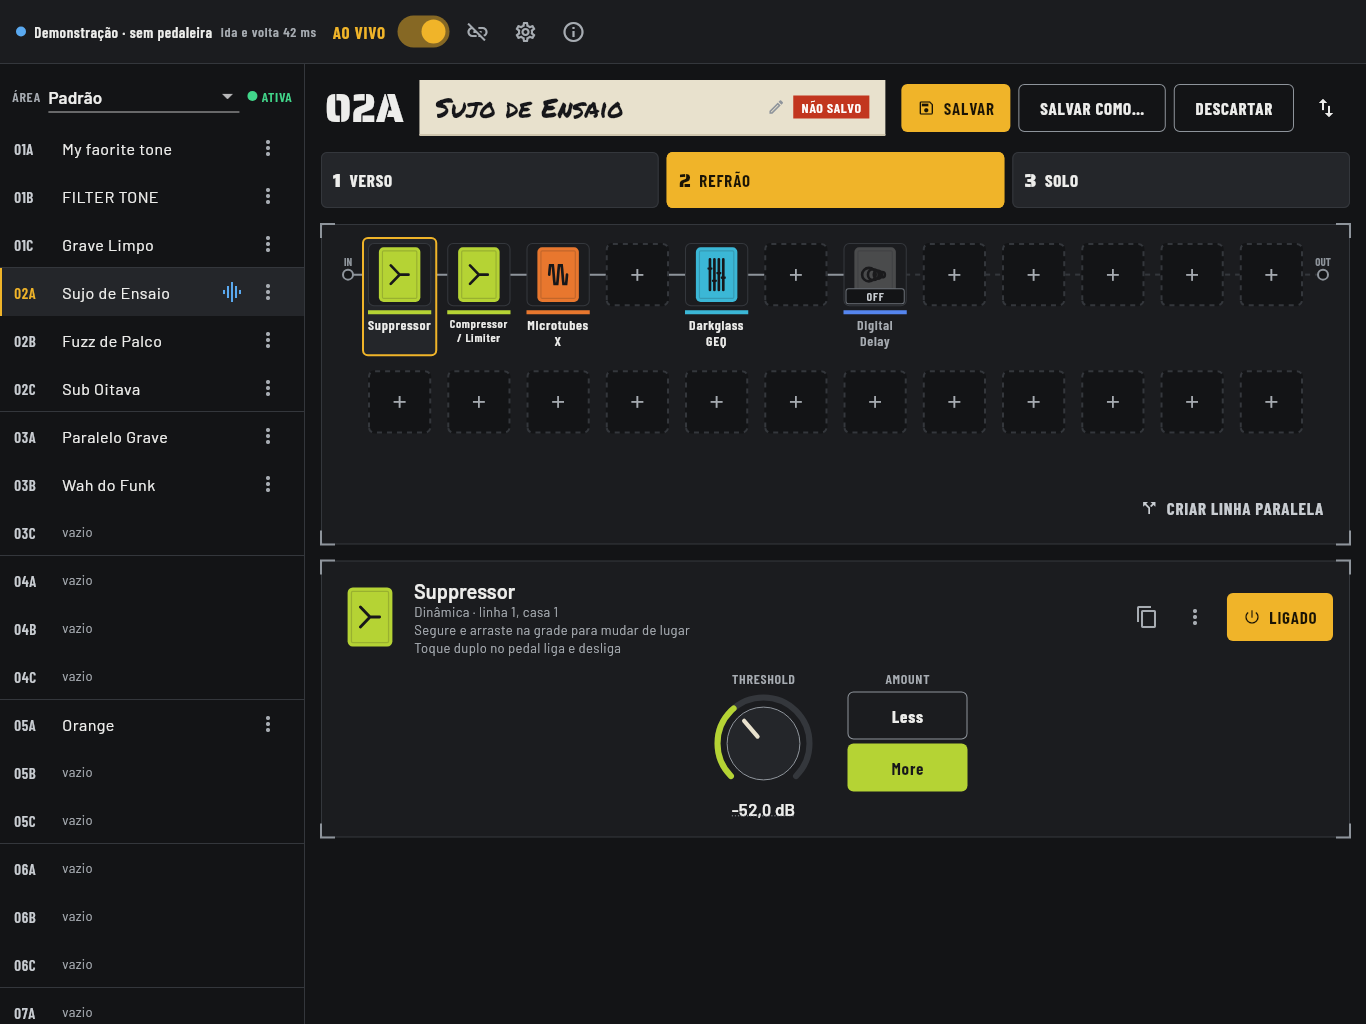 Demonstração · sem pedaleira Ida e volta 42 ms AO VIVO
ÁREA Padrão ATIVA
01A My faorite tone
01B FILTER TONE
01C Grave Limpo
02A Sujo de Ensaio
02B Fuzz de Palco
02C Sub Oitava
03A Paralelo Grave
03B Wah do Funk
03C vazio
04A vazio
04B vazio
04C vazio
05A Orange
05B vazio
05C vazio
06A vazio
06B vazio
06C vazio
07A vazio
02A Sujo de Ensaio NÃO SALVO SALVAR SALVAR COMO... DESCARTAR
1 VERSO
2 REFRÃO
3 SOLO
IN
OUT
Suppressor
Compressor
/ Limiter
Microtubes
X
Darkglass
GEQ
OFF
Digital
Delay
CRIAR LINHA PARALELA
Suppressor
Dinâmica · linha 1, casa 1
Segure e arraste na grade para mudar de lugar
Toque duplo no pedal liga e desliga
LIGADO
THRESHOLD
-52,0 dB
AMOUNT
Less
More